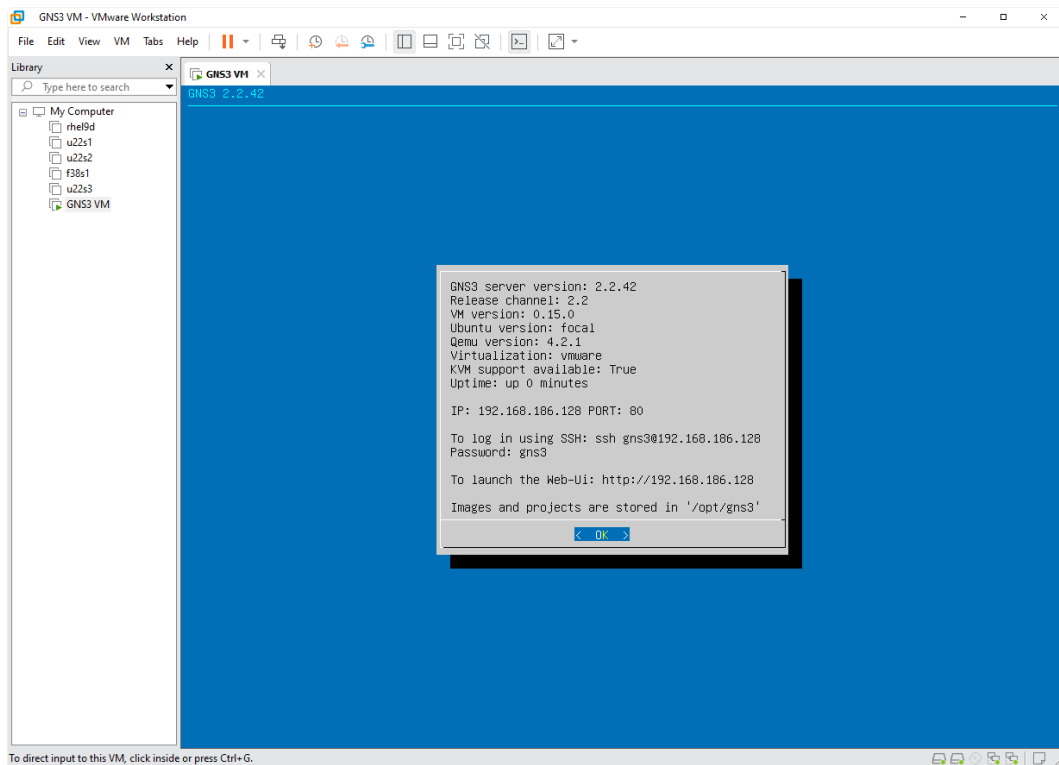 GNS3 VM - VMware Workstation
File Edit View VM Tabs Help
Library
GNS3 VM
Type here to search
GNS3 2.2.42
My Computer
rhel9d
u22s1
u22s2
f38s1
u22s3
GNS3 VM
GNS3 server version: 2.2.42
Release channel: 2.2
VM version: 0.15.0
Ubuntu version: focal
Qemu version: 4.2.1
Virtualization: vmware
KVM support available: True
Uptime: up 0 minutes
IP: 192.168.186.128 PORT: 80
To log in using SSH: ssh gns3@192.168.186.128
Password: gns3
To launch the Web-Ui: http://192.168.186.128
Images and projects are stored in '/opt/gns3'
< OK >
To direct input to this VM, click inside or press Ctrl+G.